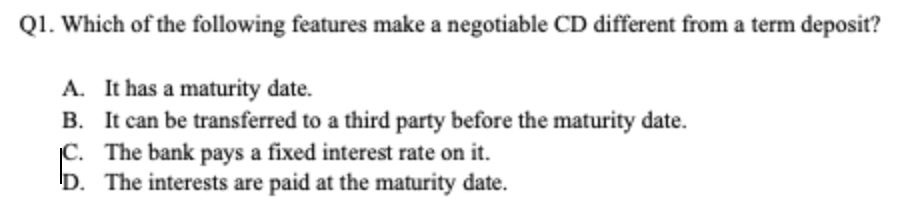 Q1. Which of the following features make a negotiable CD different from a term deposit?
A. It has a maturity date.
B. It can be transferred to a third party before the maturity date.
C. The bank pays a fixed interest rate on it.
D. The interests are paid at the maturity date.